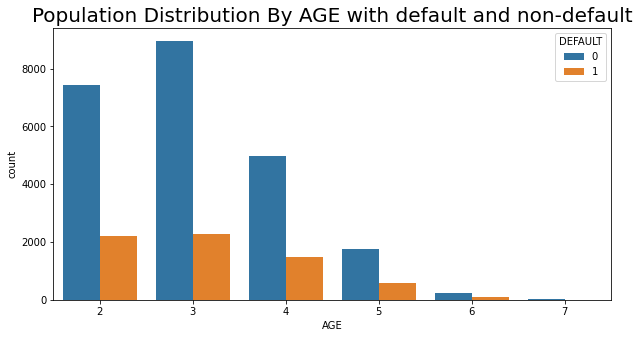 Population Distribution By AGE with default and non-default
DEFAULT
0
1
8000
6000
4000
2000
0
count
2 3 4 5 6 7
AGE